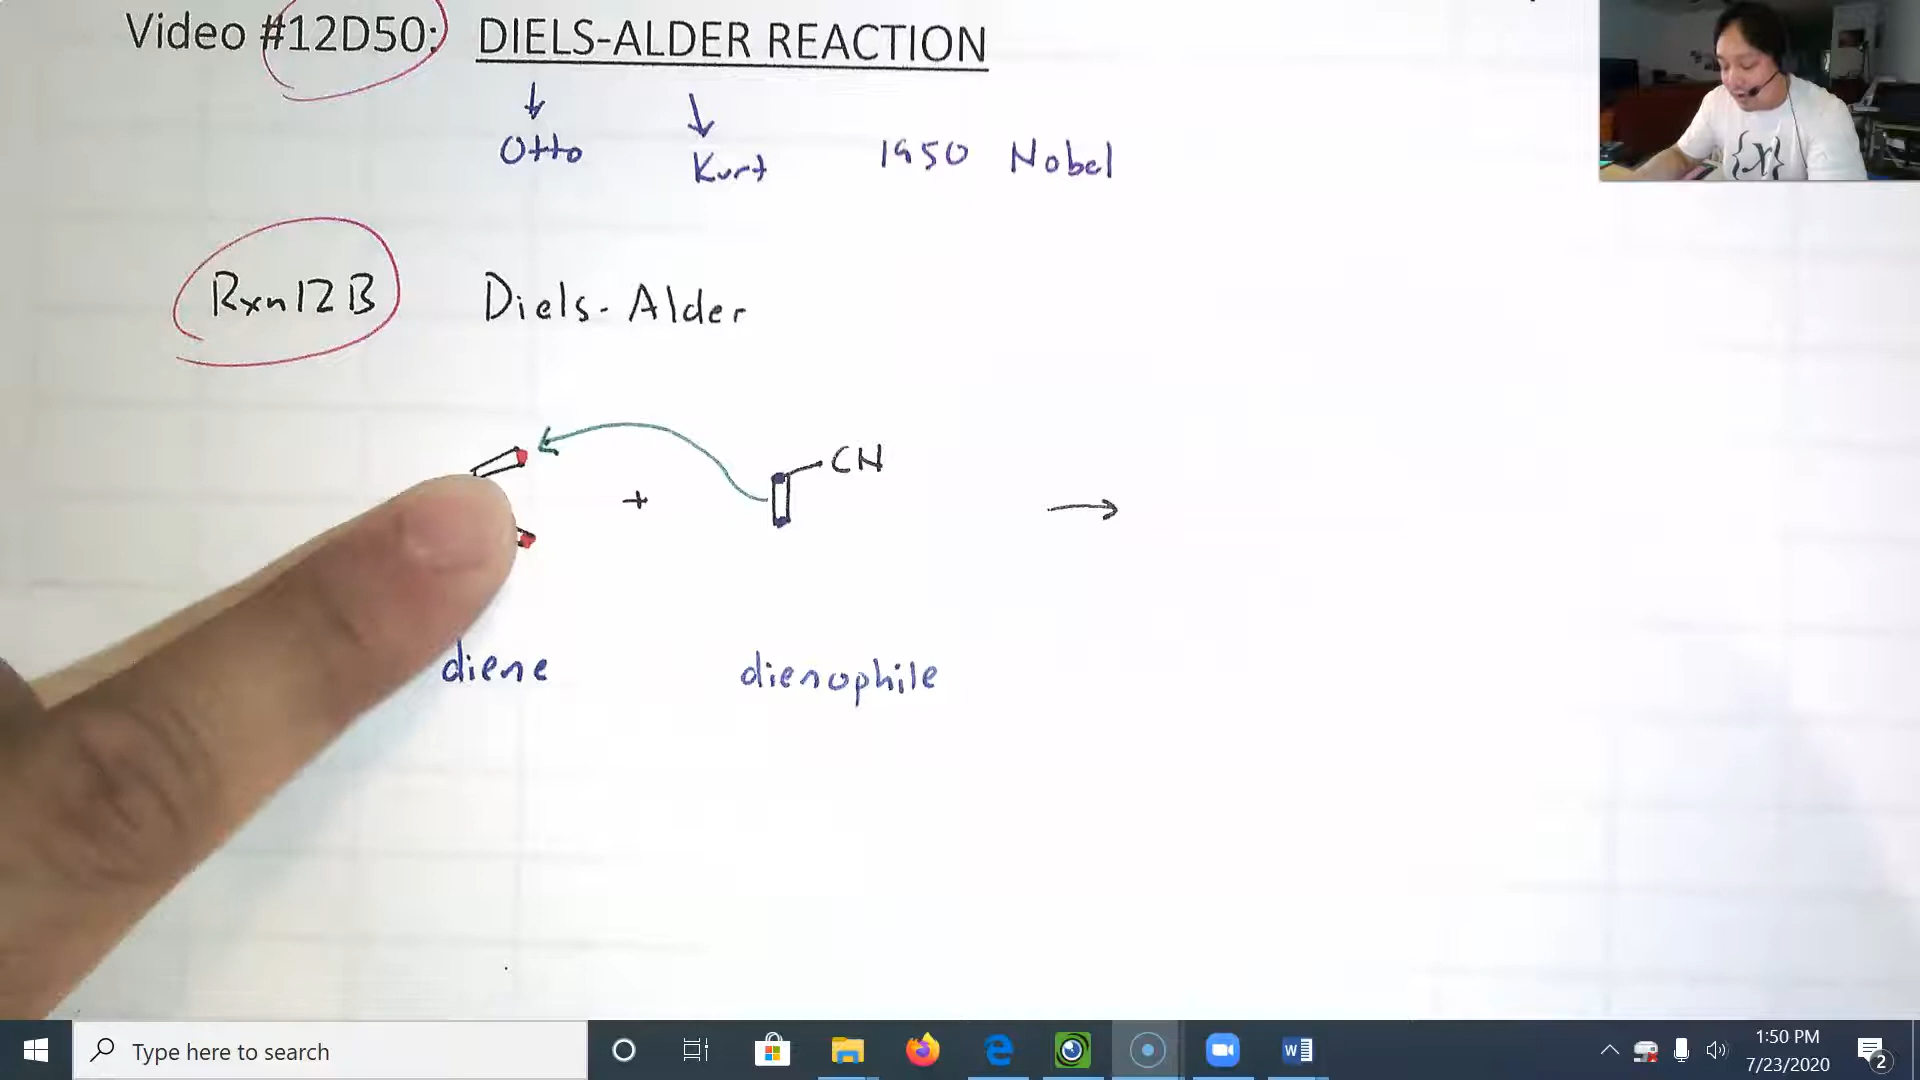 Video #12D50: DIELS-ALDER REACTION
Otto Kurt 1950 Nobel
Rxn12B Diels-Alder
+ CN →
diene dienophile
{x}
Type here to search
1:50 PM
7/23/2020
2